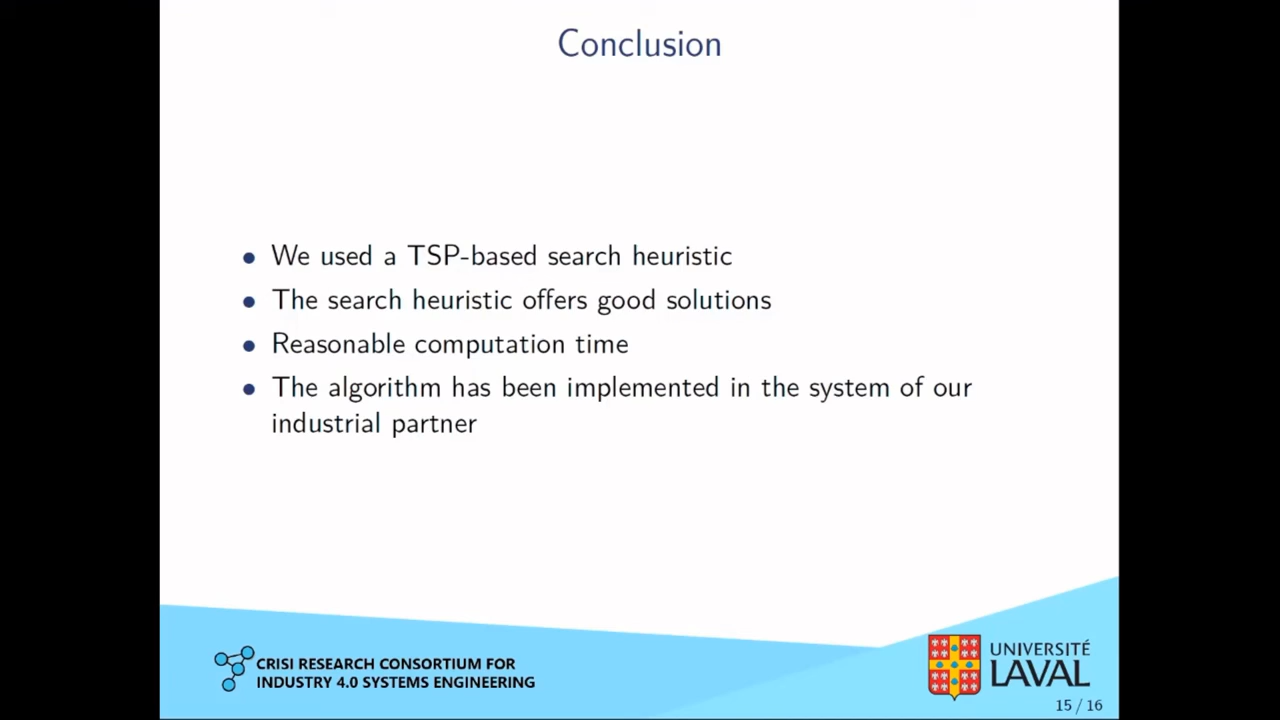 Conclusion
• We used a TSP-based search heuristic
• The search heuristic offers good solutions
• Reasonable computation time
• The algorithm has been implemented in the system of our
industrial partner
CRISI RESEARCH CONSORTIUM FOR
INDUSTRY 4.0 SYSTEMS ENGINEERING
UNIVERSITÉ
LAVAL
15 / 16